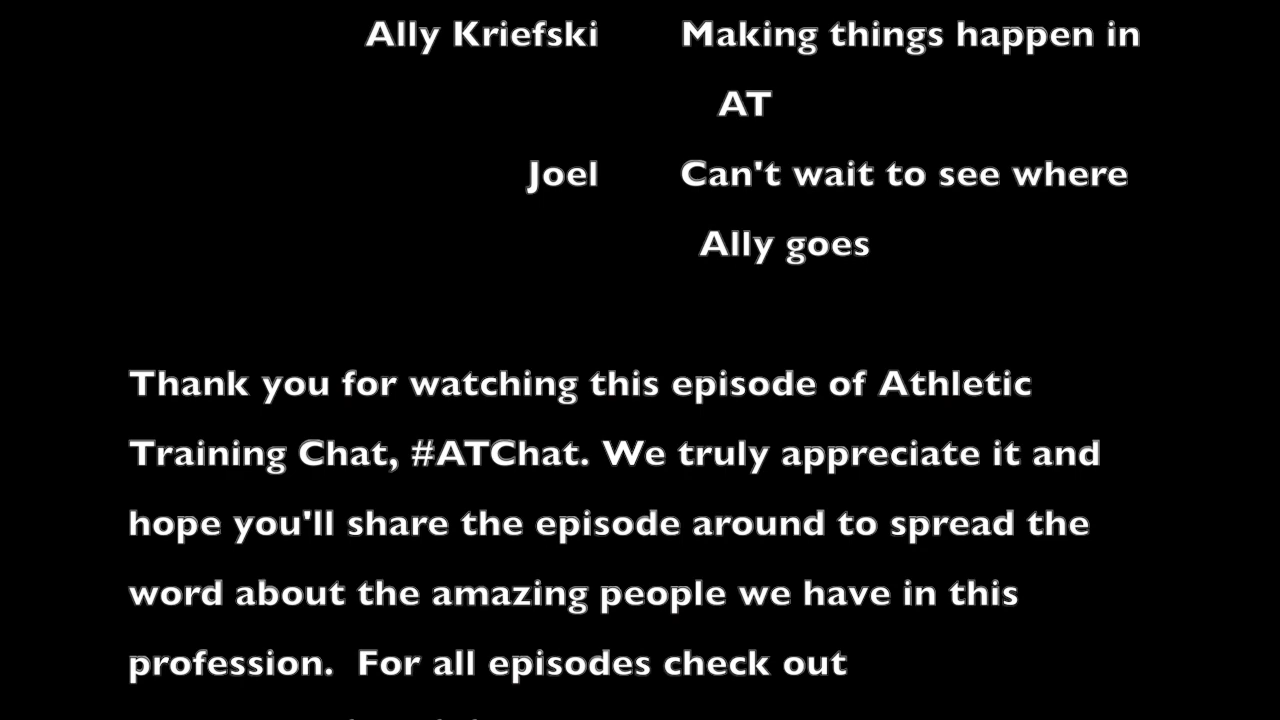 Ally Kriefski Making things happen in
AT
Joel Can't wait to see where
Ally goes
Thank you for watching this episode of Athletic
Training Chat, #ATChat. We truly appreciate it and
hope you'll share the episode around to spread the
word about the amazing people we have in this
profession.  For all episodes check out